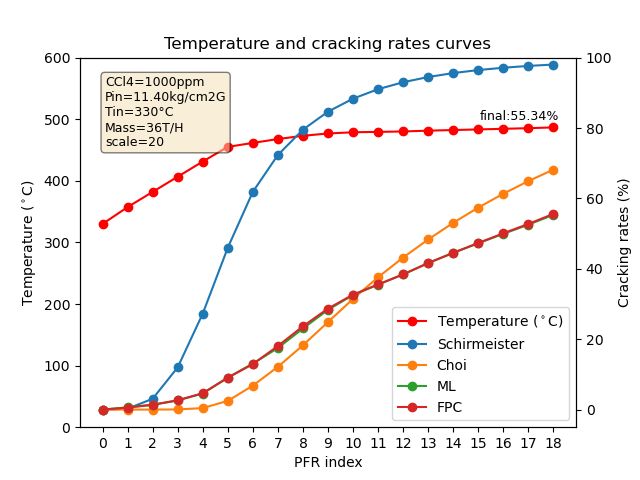 Temperature and cracking rates curves
CCl4=1000ppm
Pin=11.40kg/cm2G
Tin=330°C
Mass=36T/H
scale=20
final:55.34%
Temperature (°C)
600
500
400
300
200
100
0
Cracking rates (%)
100
80
60
40
20
0
Temperature (°C)
Schirmeister
Choi
ML
FPC
0 1 2 3 4 5 6 7 8 9 10 11 12 13 14 15 16 17 18
PFR index